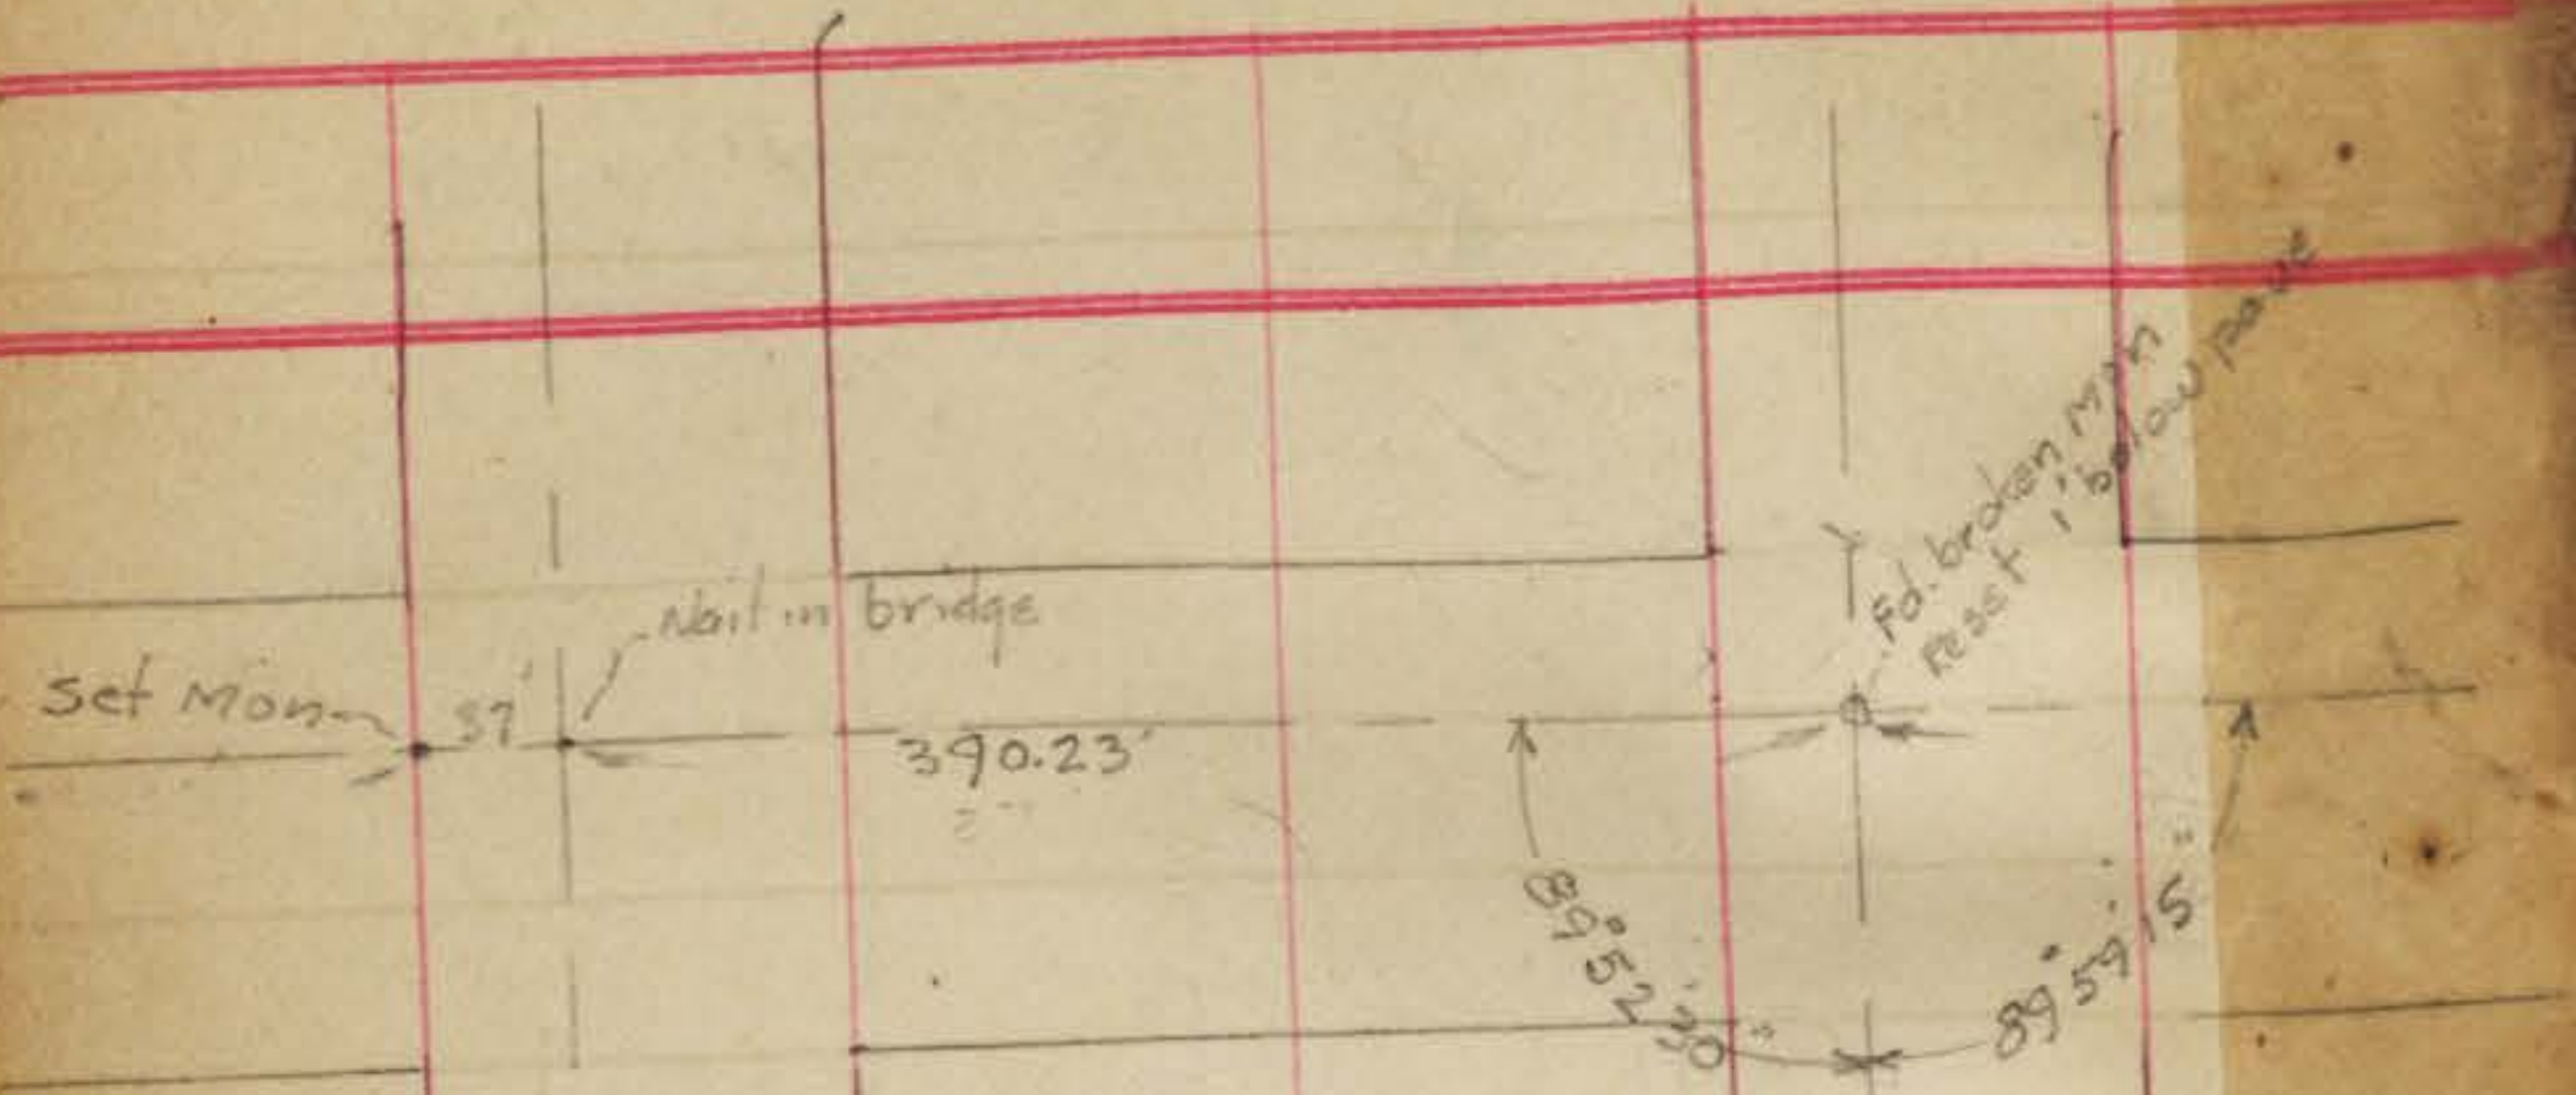 Fd. broken Mon
Reset 1' below pave
Nail in bridge
Set Mon
37'
390.23'
89° 52' 30"
89° 59' 15"